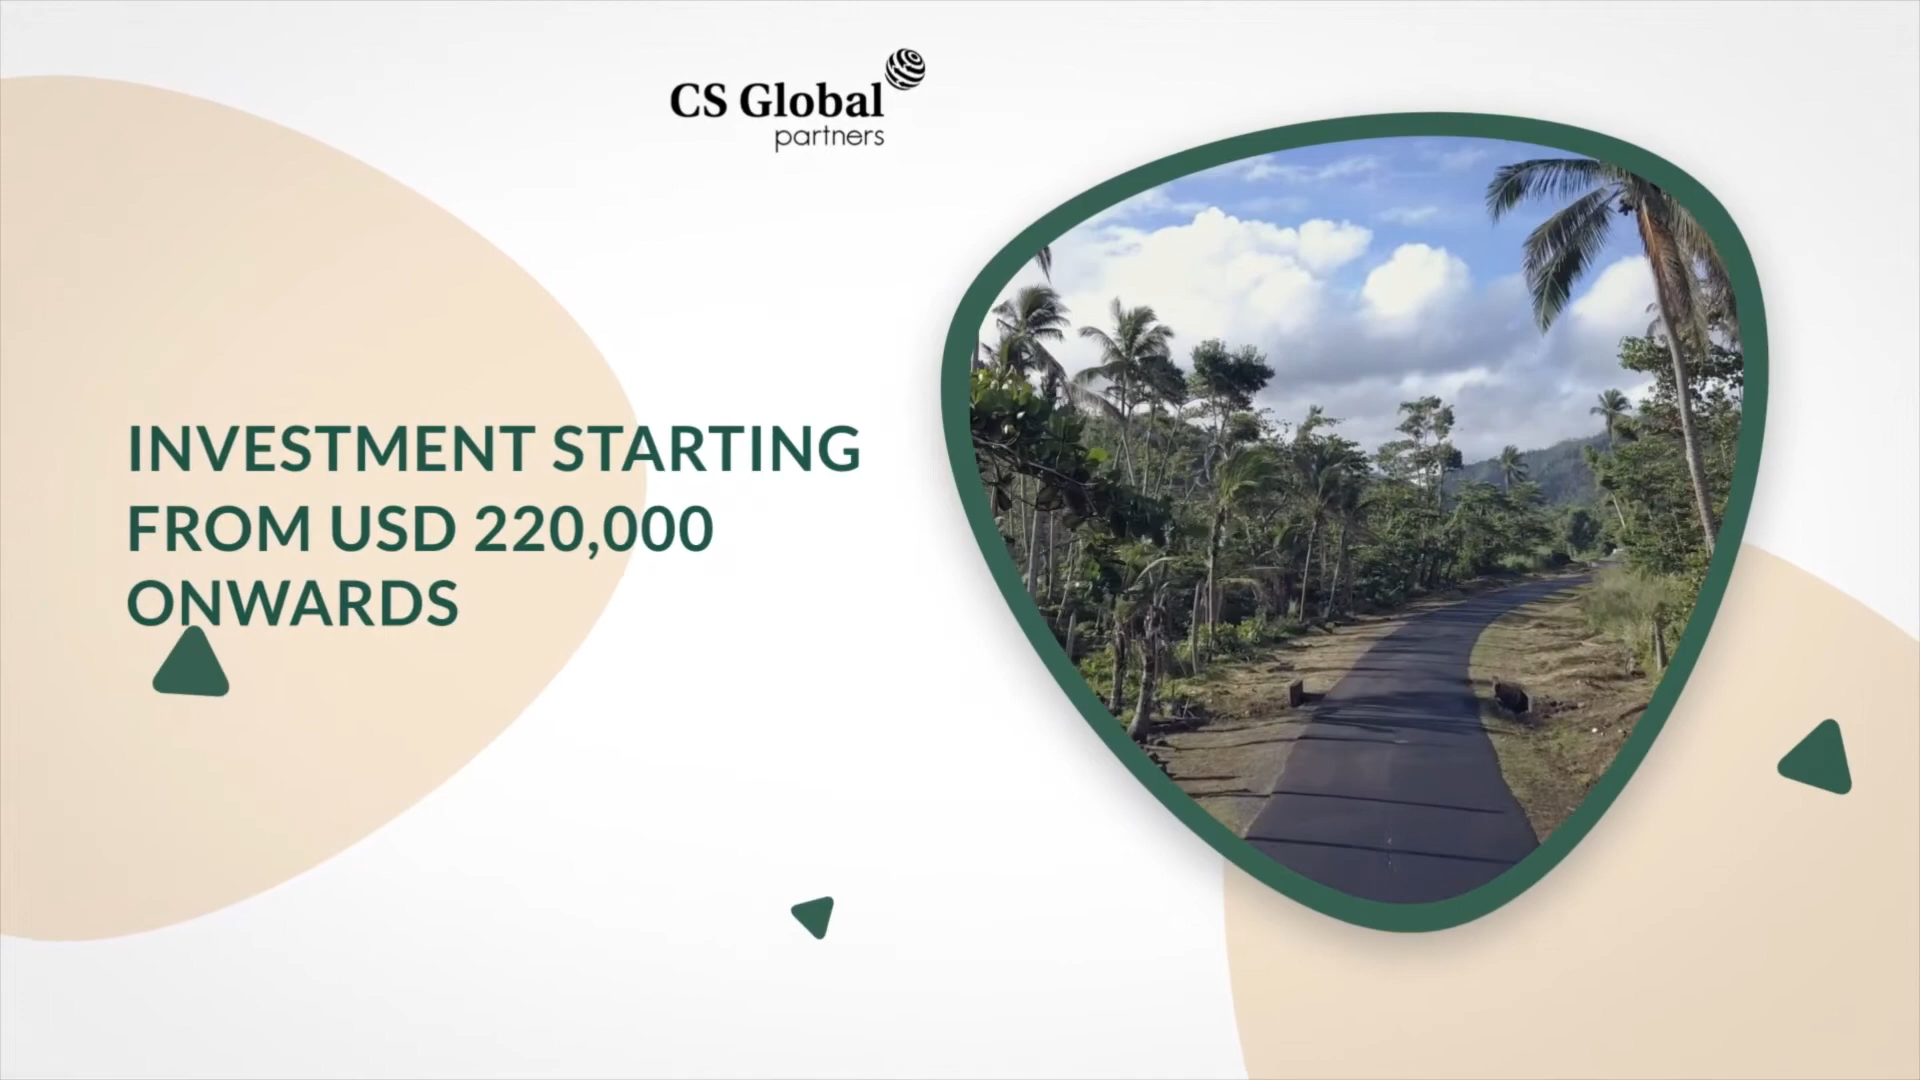 CS Global
partners
INVESTMENT STARTING
FROM USD 220,000
ONWARDS